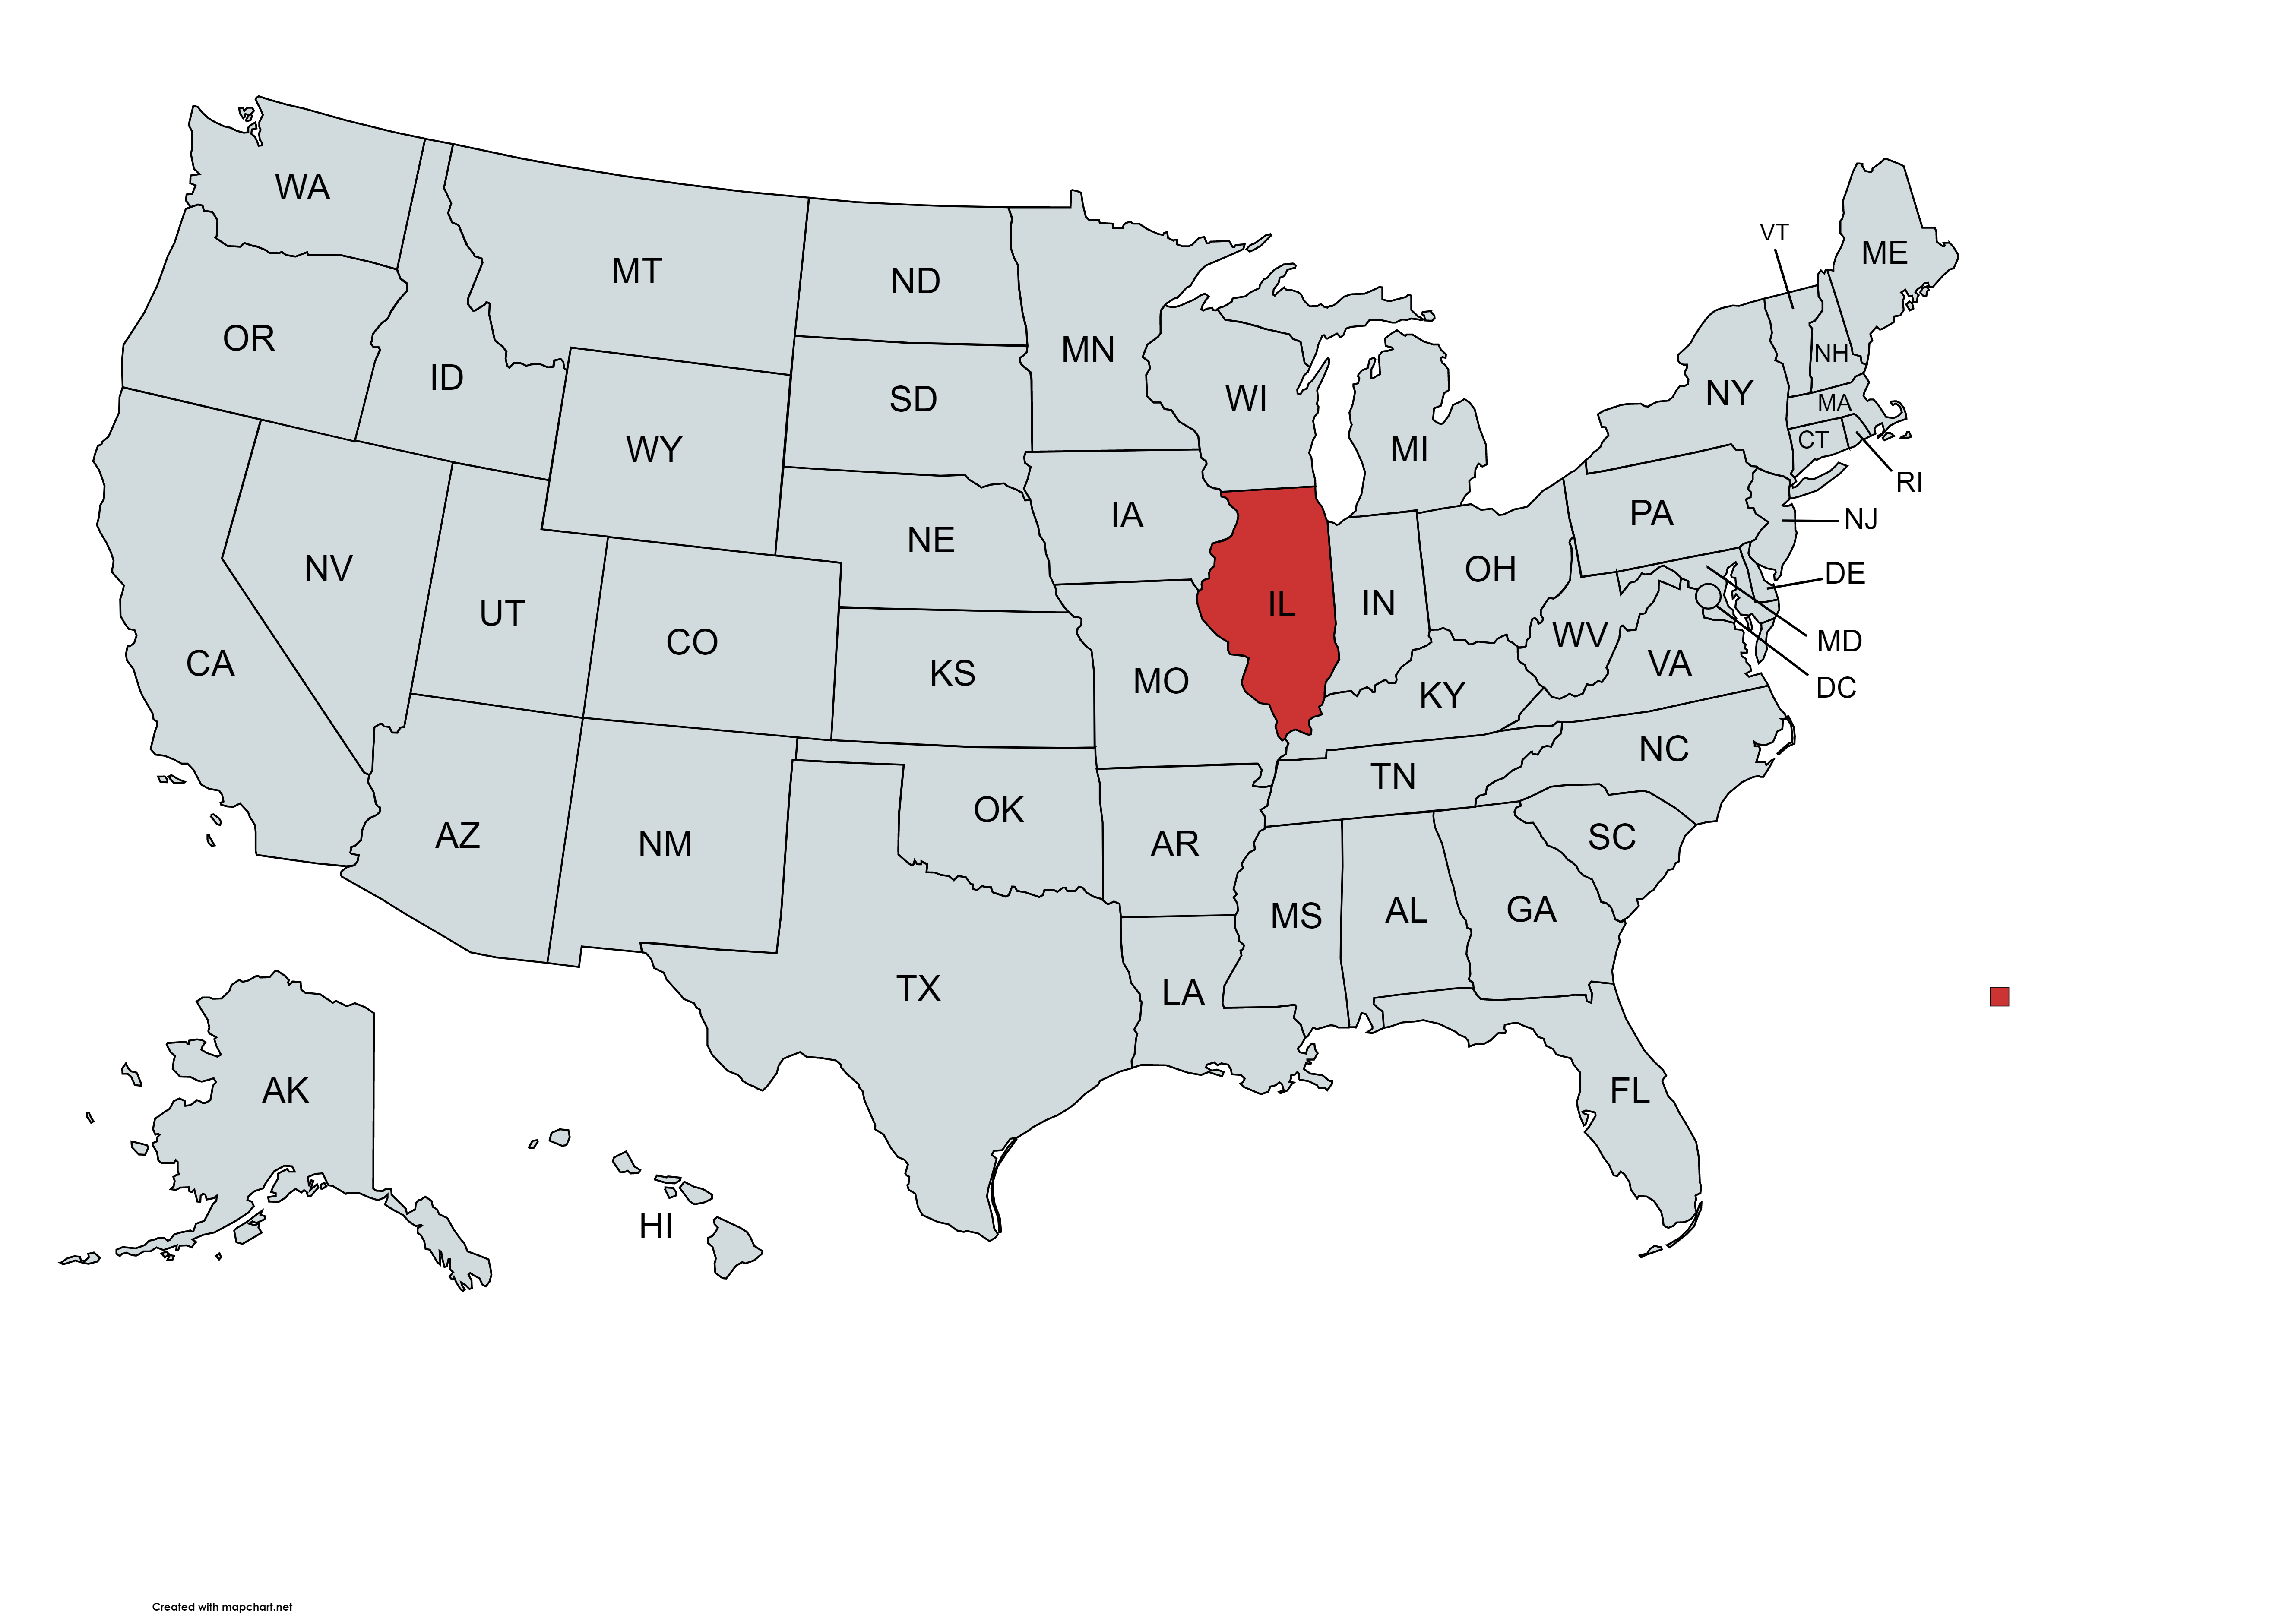 WA
MT
ND
MN
VT
ME
OR
ID
SD
WI
NH
NY
MA
WY
MI
CT
RI
IA
PA
NJ
NE
OH
DE
NV
UT
IL
IN
CO
WV
MD
CA
KS
MO
KY
VA
DC
NC
TN
OK
AZ
NM
AR
SC
MS
AL
GA
TX
LA
AK
FL
HI
Created with mapchart.net